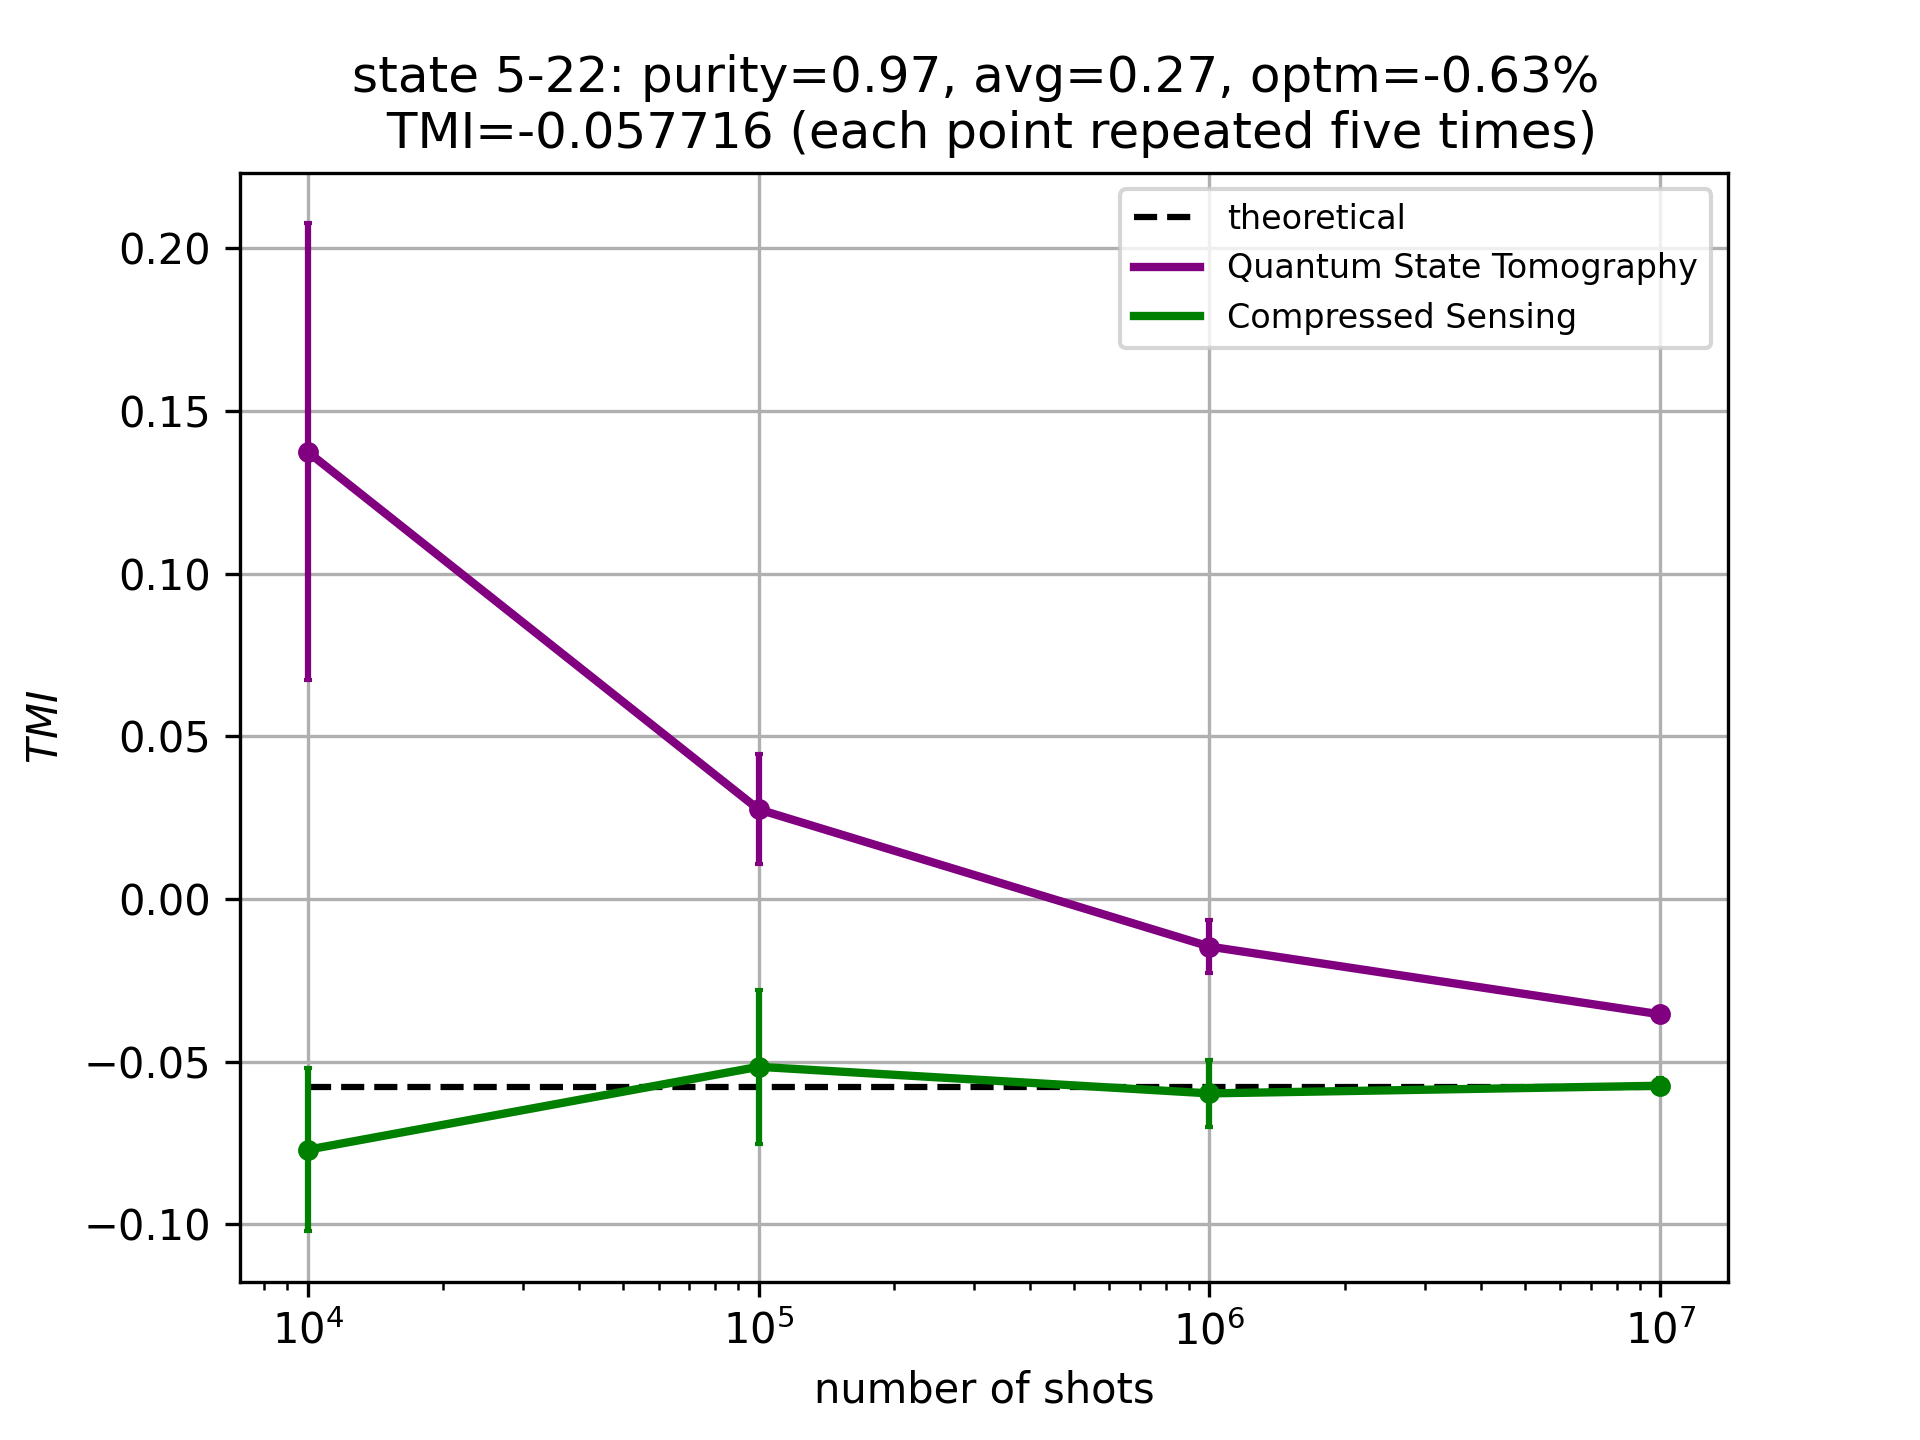 state 5-22: purity=0.97, avg=0.27, optm=-0.63%
TMI=-0.057716 (each point repeated five times)
theoretical
Quantum State Tomography
Compressed Sensing
0.20
0.15
0.10
0.05
0.00
−0.05
−0.10
TMI
10⁴ 10⁵ 10⁶ 10⁷
number of shots